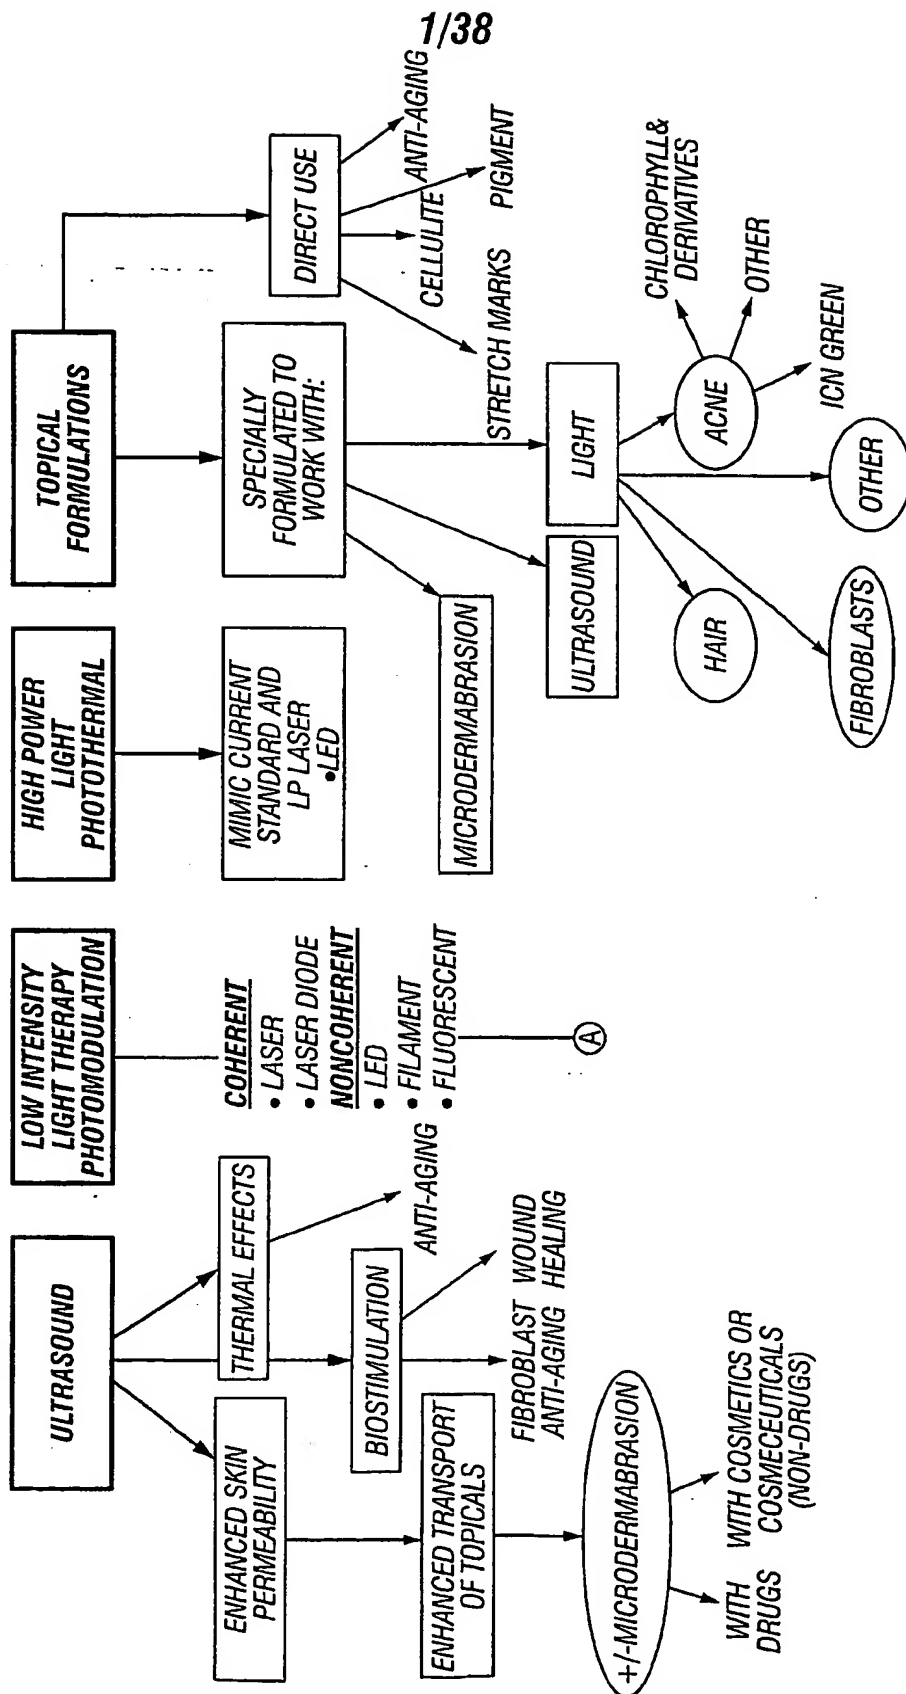 1/38
ULTRASOUND
ENHANCED SKIN
PERMEABILITY
THERMAL EFFECTS
ANTI-AGING
BIOSTIMULATION
FIBROBLAST
ANTI-AGING
WOUND
HEALING
ENHANCED TRANSPORT
OF TOPICALS
+/-MICRODERMABRASION
WITH
DRUGS
WITH COSMETICS OR
COSMECEUTICALS
(NON-DRUGS)
LOW INTENSITY
LIGHT THERAPY
PHOTOMODULATION
COHERENT
• LASER
• LASER DIODE
NONCOHERENT
• LED
• FILAMENT
• FLUORESCENT
A
HIGH POWER
LIGHT
PHOTOTHERMAL
MIMIC CURRENT
STANDARD AND
LP LASER
•LED
TOPICAL
FORMULATIONS
SPECIALLY
FORMULATED TO
WORK WITH:
MICRODERMABRASION
ULTRASOUND
LIGHT
HAIR
FIBROBLASTS
OTHER
ACNE
CHLOROPHYLL&
DERIVATIVES
OTHER
ICN GREEN
DIRECT USE
STRETCH MARKS
CELLULITE
PIGMENT
ANTI-AGING